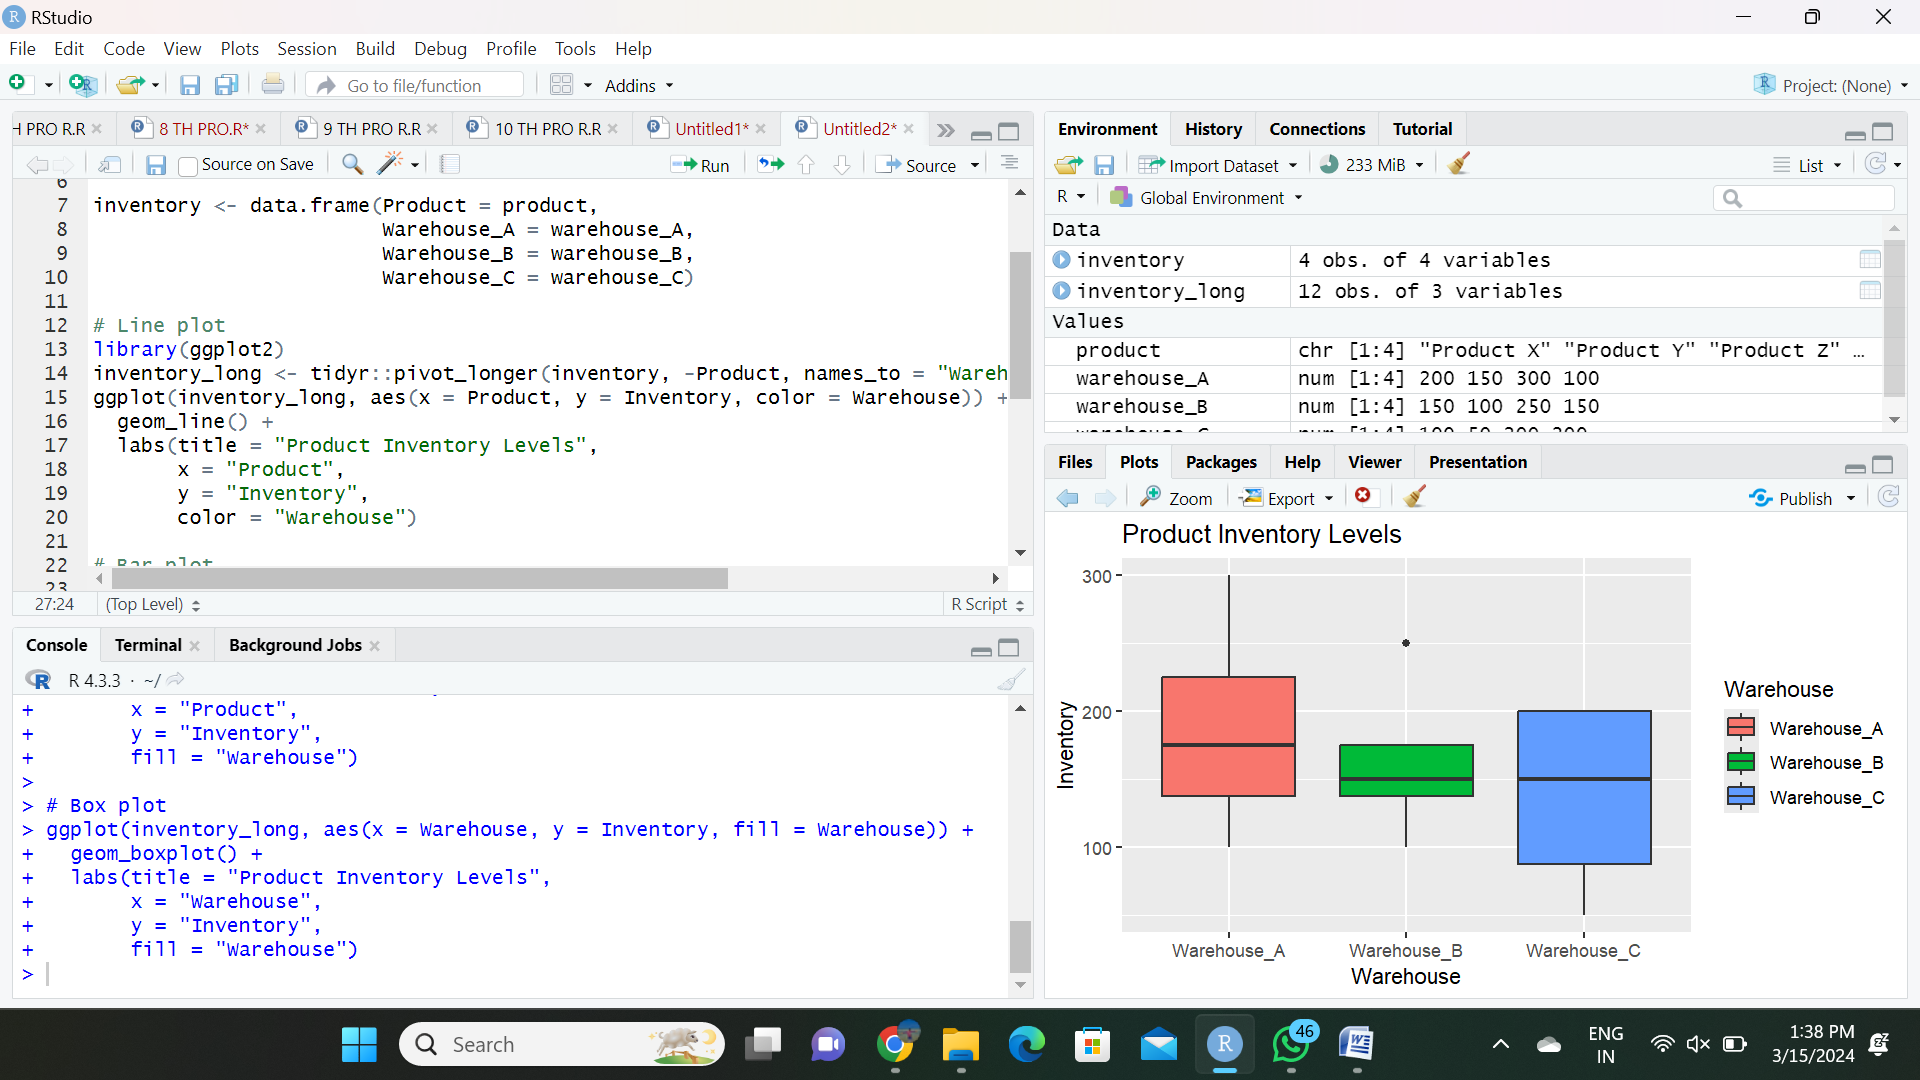 RStudio
File Edit Code View Plots Session Build Debug Profile Tools Help
Go to file/function Addins Project: (None)
H PRO R.R 8 TH PRO.R* 9 TH PRO R.R 10 TH PRO R.R Untitled1* Untitled2*
Source on Save Run Source
6
7 inventory <- data.frame(Product = product,
8 Warehouse_A = warehouse_A,
9 Warehouse_B = warehouse_B,
10 Warehouse_C = warehouse_C)
11
12 # Line plot
13 library(ggplot2)
14 inventory_long <- tidyr::pivot_longer(inventory, -Product, names_to = "Wareh
15 ggplot(inventory_long, aes(x = Product, y = Inventory, color = Warehouse)) +
16 geom_line() +
17 labs(title = "Product Inventory Levels",
18 x = "Product",
19 y = "Inventory",
20 color = "Warehouse")
21
22 # Bar plot
23
27:24 (Top Level) R Script
Console Terminal Background Jobs
R 4.3.3 · ~/
+ x = "Product",
+ y = "Inventory",
+ fill = "Warehouse")
>
> # Box plot
> ggplot(inventory_long, aes(x = Warehouse, y = Inventory, fill = Warehouse)) +
+ geom_boxplot() +
+ labs(title = "Product Inventory Levels",
+ x = "Warehouse",
+ y = "Inventory",
+ fill = "Warehouse")
>
Environment History Connections Tutorial
Import Dataset 233 MiB List
R Global Environment
Data
inventory 4 obs. of 4 variables
inventory_long 12 obs. of 3 variables
Values
product chr [1:4] "Product X" "Product Y" "Product Z" …
warehouse_A num [1:4] 200 150 300 100
warehouse_B num [1:4] 150 100 250 150
warehouse_C num [1:4] 100 50 200 200
Files Plots Packages Help Viewer Presentation
Zoom Export Publish
Product Inventory Levels
300
200
100
Inventory
Warehouse_A Warehouse_B Warehouse_C
Warehouse
Warehouse
Warehouse_A
Warehouse_B
Warehouse_C
Search
46
ENG
IN
1:38 PM
3/15/2024